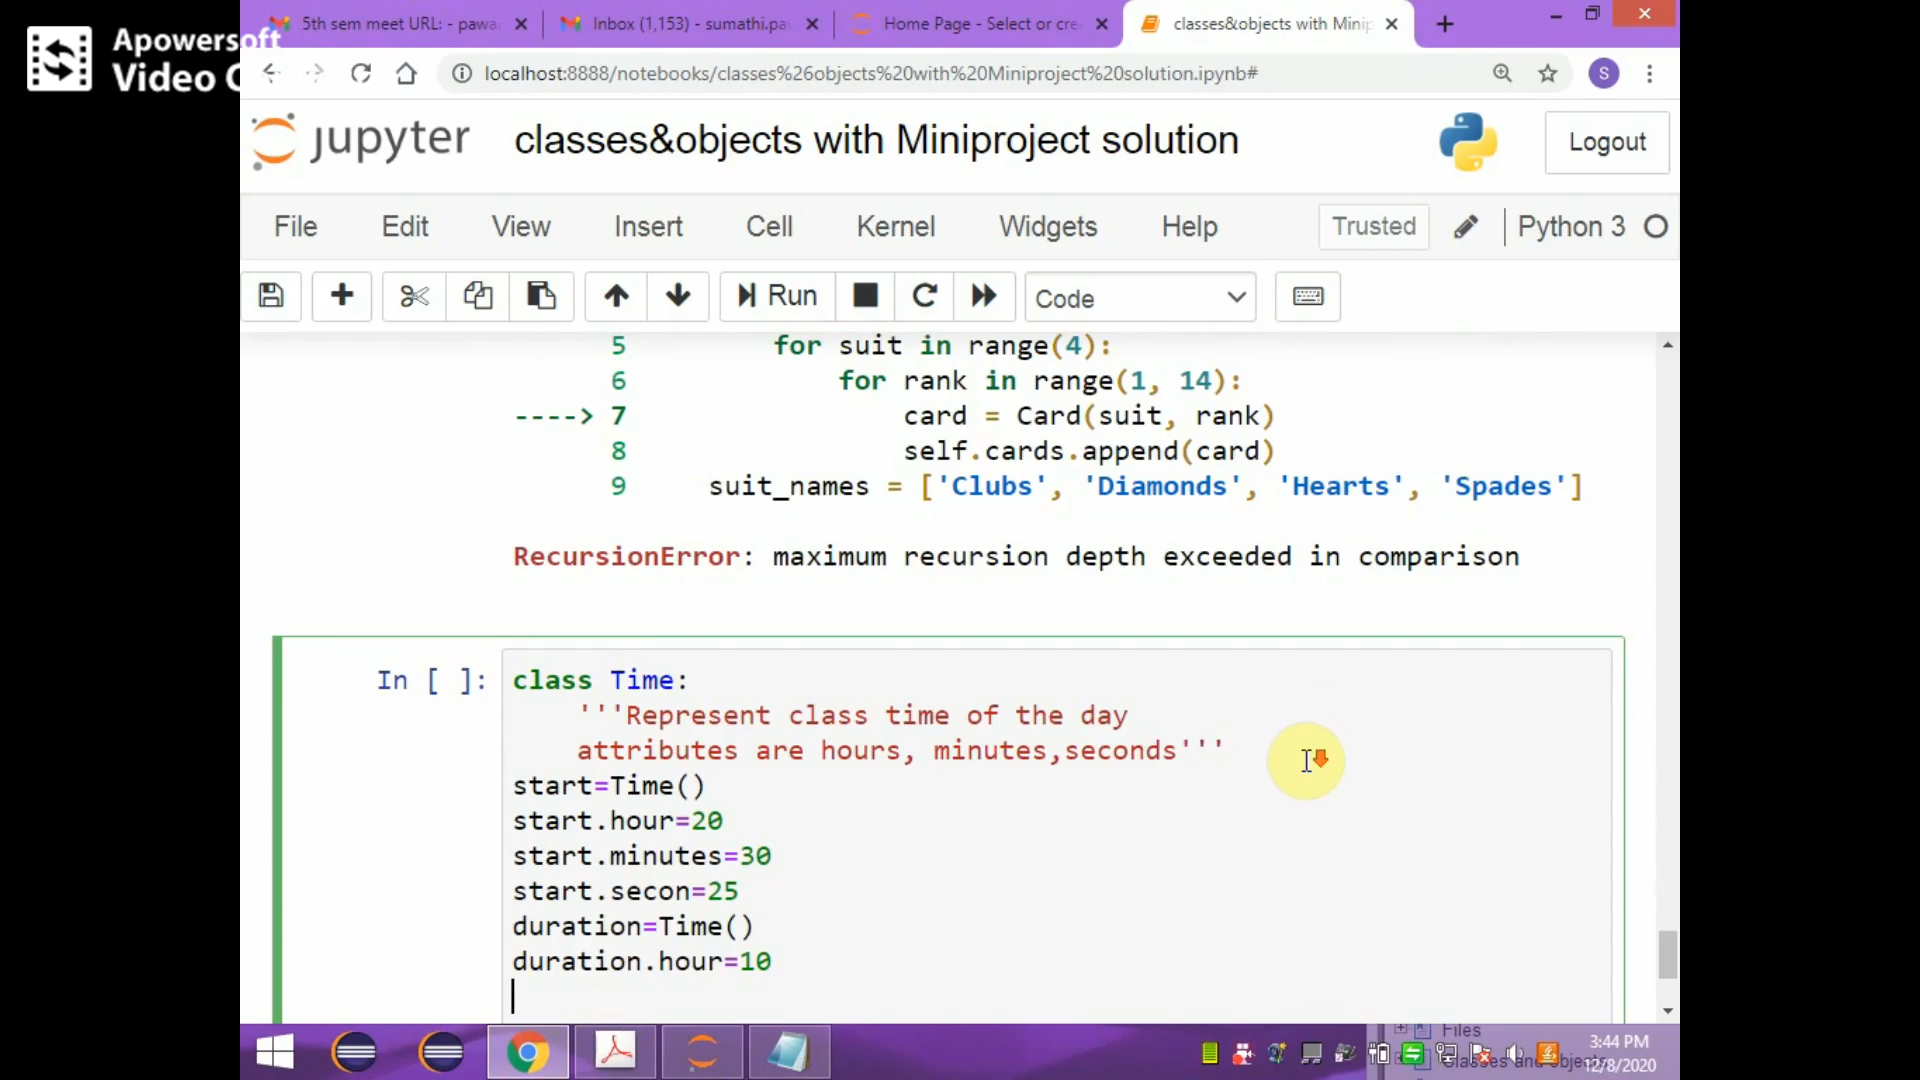 Apowersoft
Video C
5th sem meet URL: - pawa
Inbox (1,153) - sumathi.pa
Home Page - Select or cre
classes&objects with Minip
localhost:8888/notebooks/classes%26objects%20with%20Miniproject%20solution.ipynb#
S
jupyter
classes&objects with Miniproject solution
Logout
File Edit View Insert Cell Kernel Widgets Help
Trusted
Python 3
Run
Code
5 for suit in range(4):
6 for rank in range(1, 14):
----> 7 card = Card(suit, rank)
8 self.cards.append(card)
9 suit_names = ['Clubs', 'Diamonds', 'Hearts', 'Spades']
RecursionError: maximum recursion depth exceeded in comparison
In [ ]: class Time:
'''Represent class time of the day
attributes are hours, minutes,seconds'''
start=Time()
start.hour=20
start.minutes=30
start.secon=25
duration=Time()
duration.hour=10
Files
Classes and objects
3:44 PM
12/8/2020